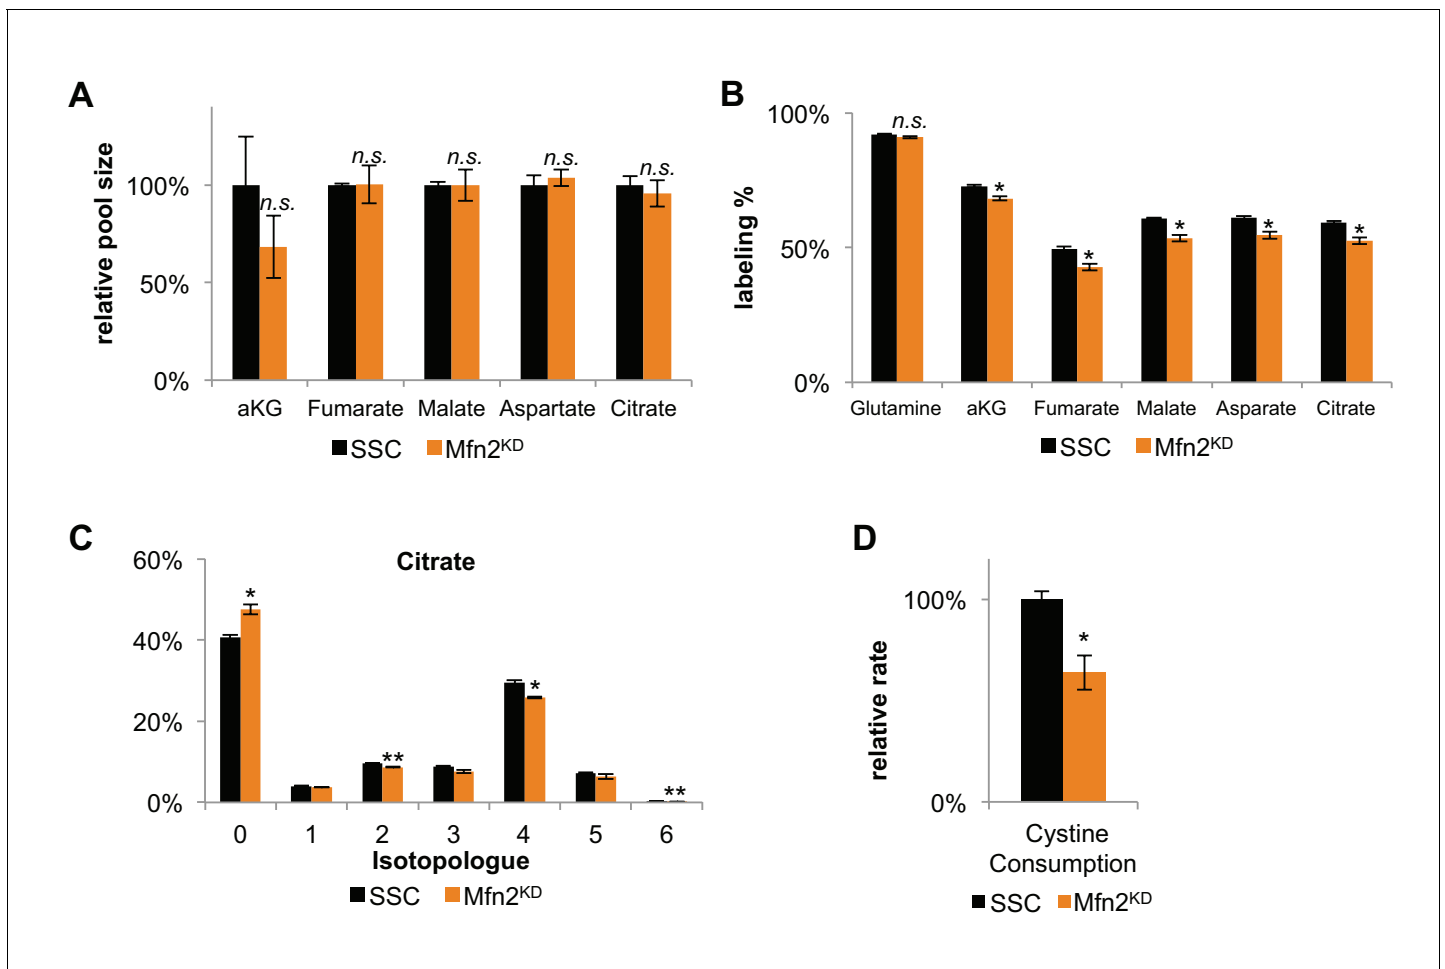 A
relative pool size
100%
50%
0%
n.s.
n.s.
n.s.
n.s.
n.s.
aKG Fumarate Malate Aspartate Citrate
SSC Mfn2KD
B
labeling %
100%
50%
0%
n.s.
*
*
*
*
*
Glutamine aKG Fumarate Malate Asparate Citrate
SSC Mfn2KD
C
Citrate
60%
40%
20%
0%
*
**
*
**
0 1 2 3 4 5 6
Isotopologue
SSC Mfn2KD
D
relative rate
100%
0%
*
Cystine
Consumption
SSC Mfn2KD